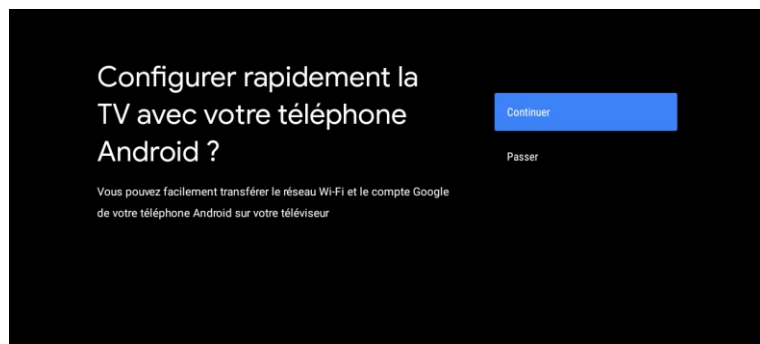 Configurer rapidement la
TV avec votre téléphone
Android ?
Vous pouvez facilement transférer le réseau Wi-Fi et le compte Google
de votre téléphone Android sur votre téléviseur
Continuer
Passer